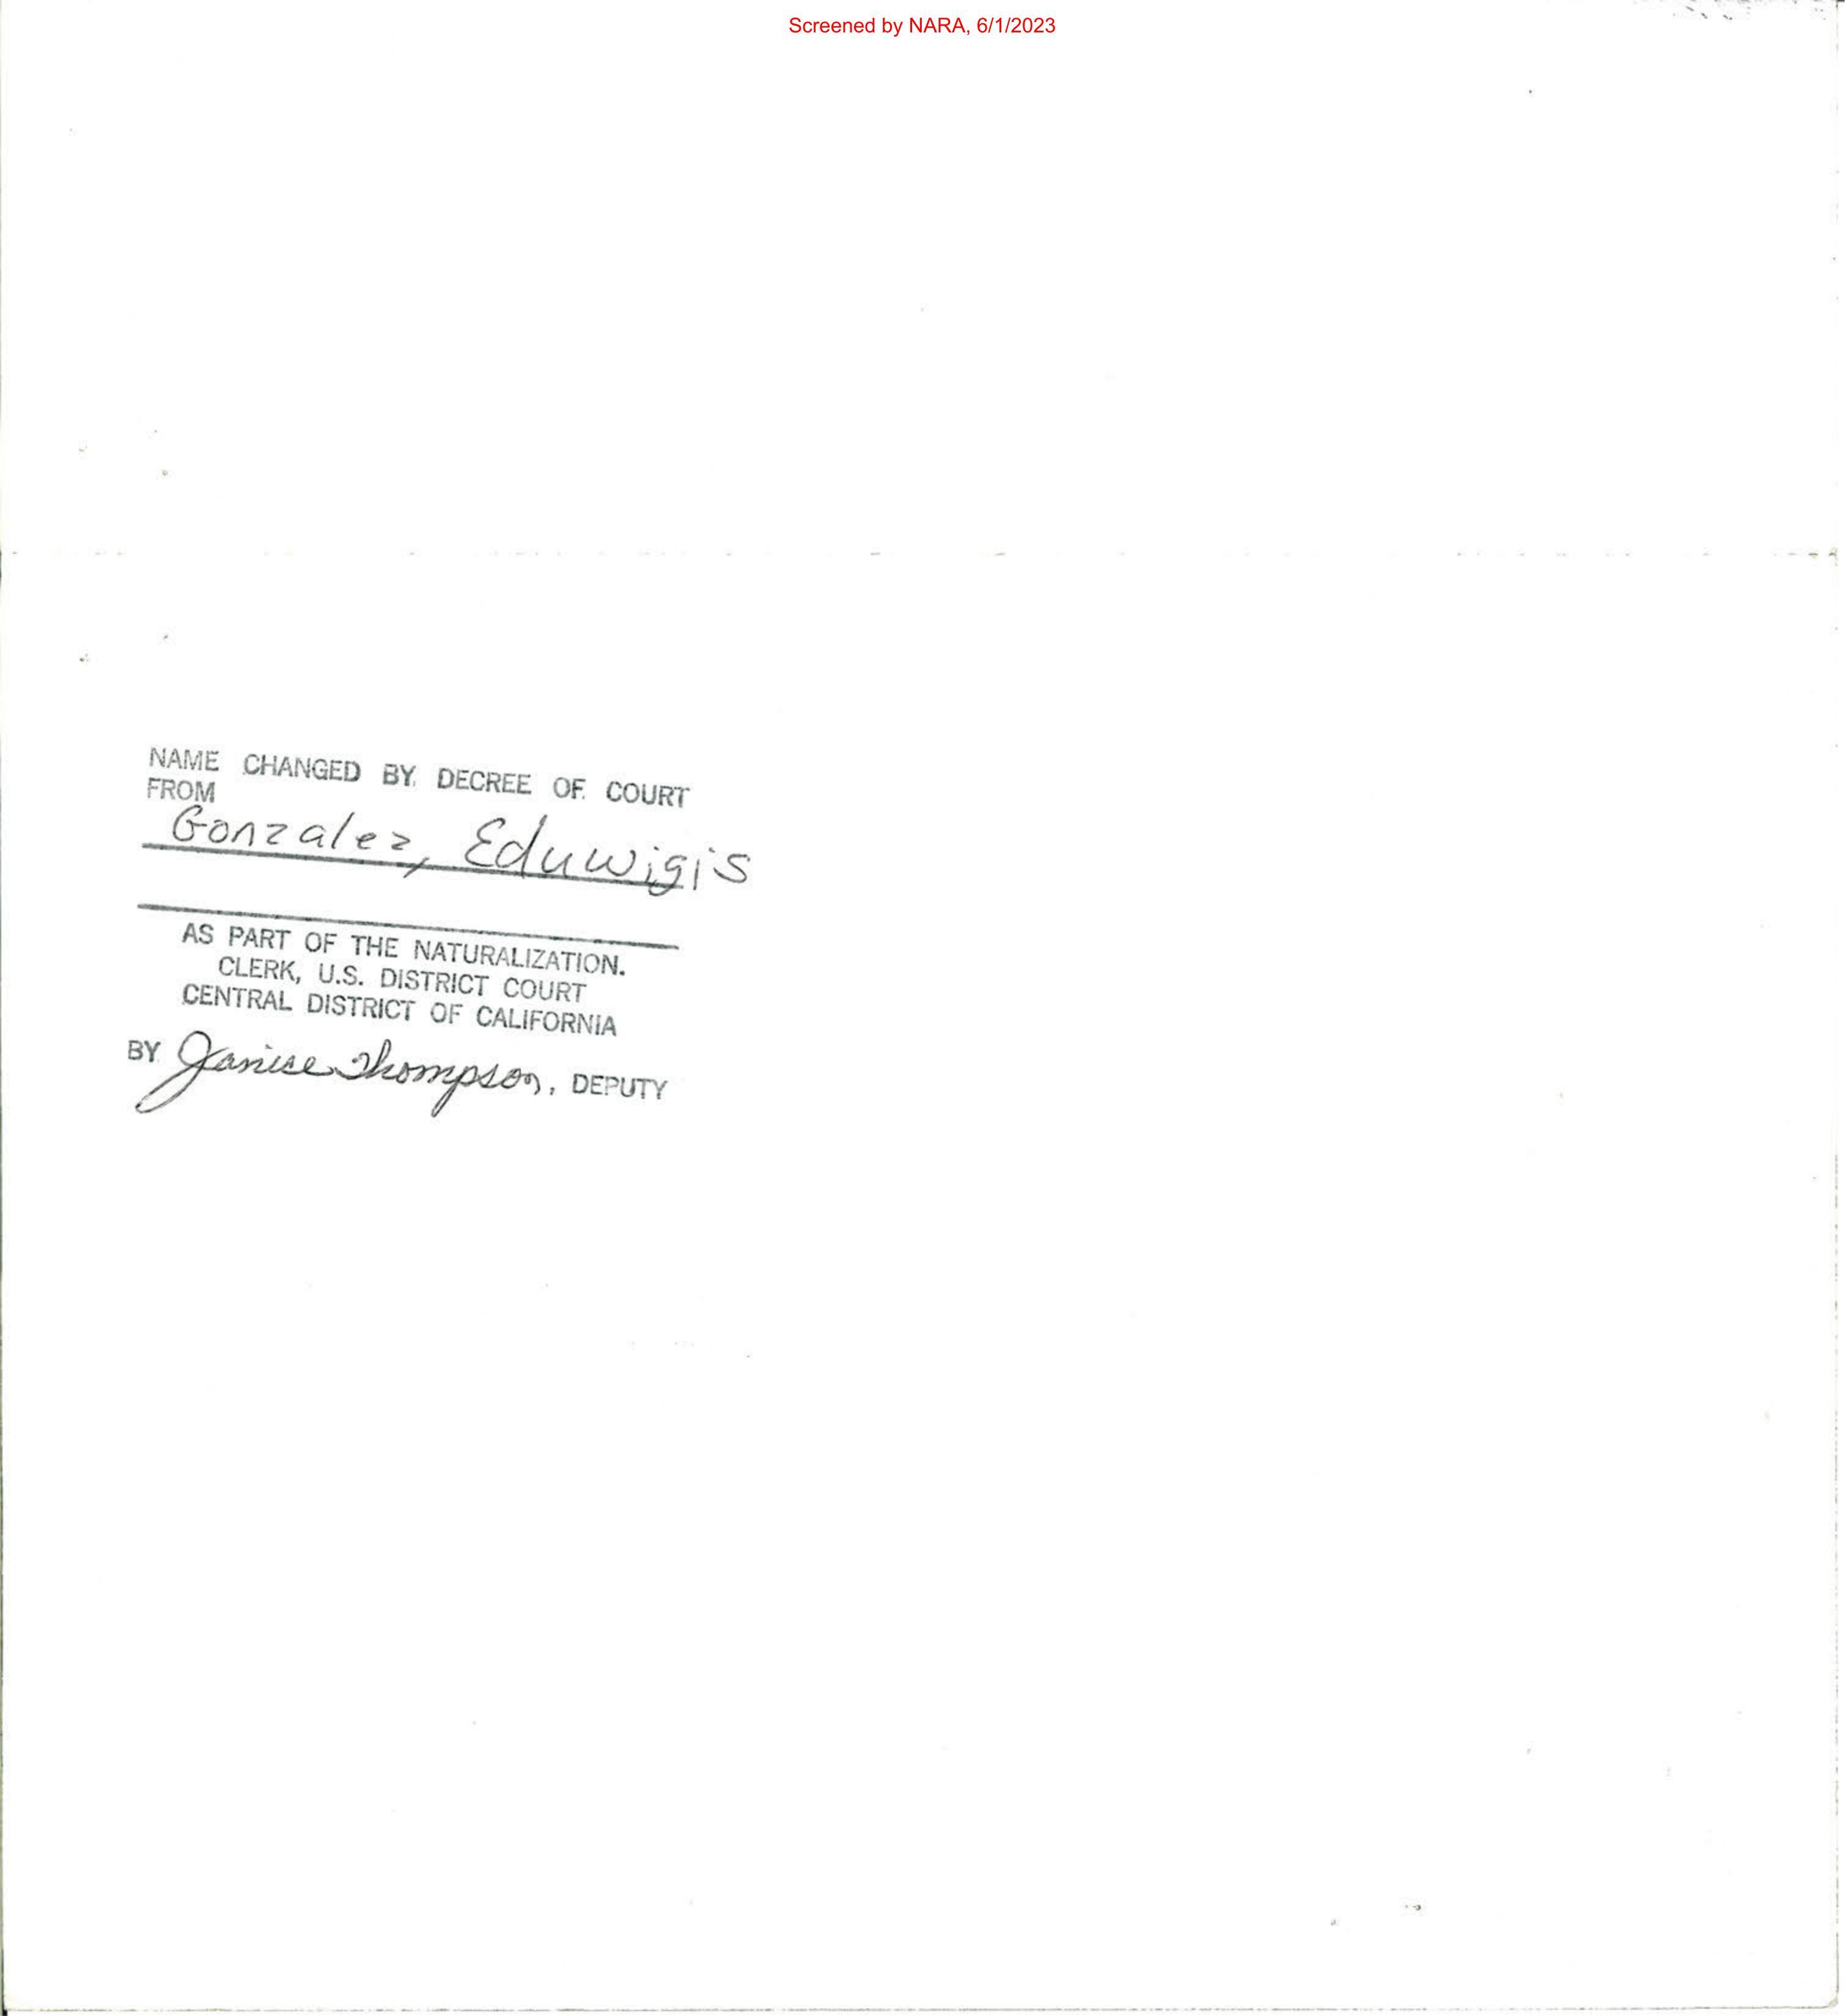 Screened by NARA, 6/1/2023
NAME CHANGED BY DECREE OF COURT
FROM
Gonzalez, Eduwigis
AS PART OF THE NATURALIZATION.
CLERK, U.S. DISTRICT COURT
CENTRAL DISTRICT OF CALIFORNIA
BY Janise Thompson, DEPUTY